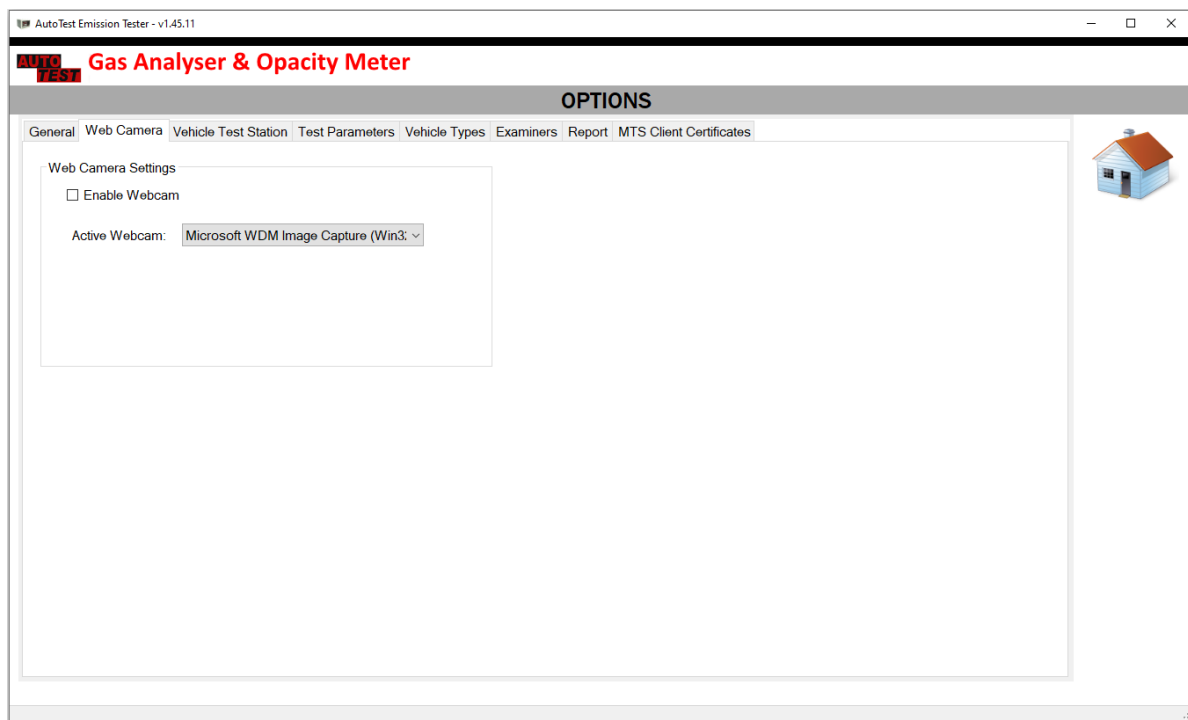 AutoTest Emission Tester - v1.45.11
AUTO TEST Gas Analyser & Opacity Meter
OPTIONS
General Web Camera Vehicle Test Station Test Parameters Vehicle Types Examiners Report MTS Client Certificates
Web Camera Settings
Enable Webcam
Active Webcam: Microsoft WDM Image Capture (Win3